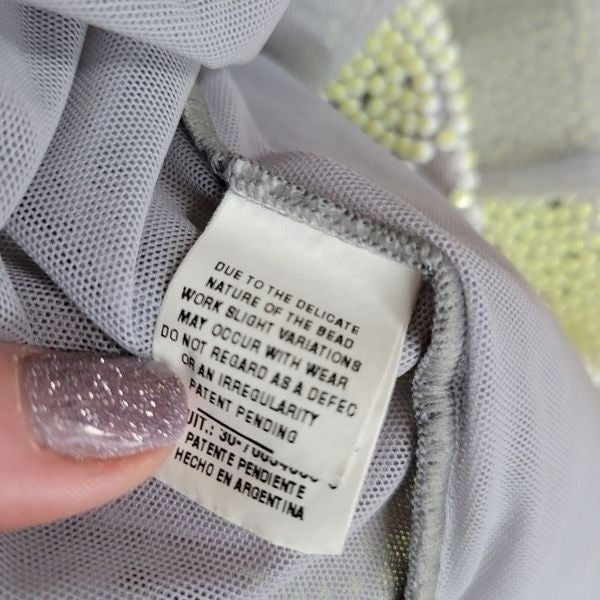 DUE TO THE DELICATE
NATURE OF THE BEAD
WORK SLIGHT VARIATIONS
MAY OCCUR WITH WEAR
DO NOT REGARD AS A DEFEC
OR AN IRREGULARITY
PATENT PENDING
UIT.:
PATENTE PENDIENTE
HECHO EN ARGENTINA